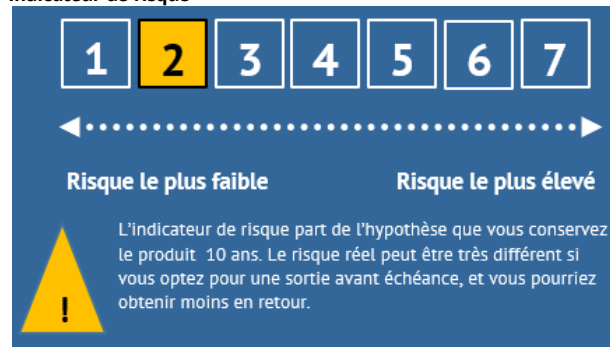 Indicateur de risque
1 2 3 4 5 6 7
Risque le plus faible Risque le plus élevé
L'indicateur de risque part de l'hypothèse que vous conservez
le produit 10 ans. Le risque réel peut être très différent si
vous optez pour une sortie avant échéance, et vous pourriez
obtenir moins en retour.
!